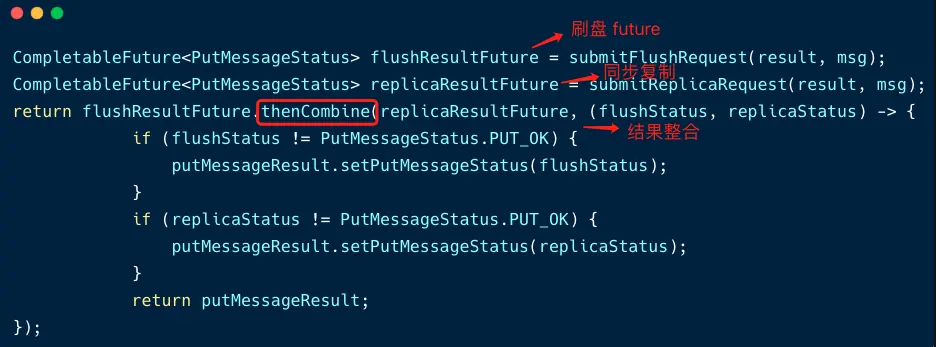 刷盘 future
CompletableFuture<PutMessageStatus> flushResultFuture = submitFlushRequest(result, msg);
同步复制
CompletableFuture<PutMessageStatus> replicaResultFuture = submitReplicaRequest(result, msg);
return flushResultFuture.thenCombine(replicaResultFuture, (flushStatus, replicaStatus) -> {
结果整合
if (flushStatus != PutMessageStatus.PUT_OK) {
putMessageResult.setPutMessageStatus(flushStatus);
}
if (replicaStatus != PutMessageStatus.PUT_OK) {
putMessageResult.setPutMessageStatus(replicaStatus);
}
return putMessageResult;
});